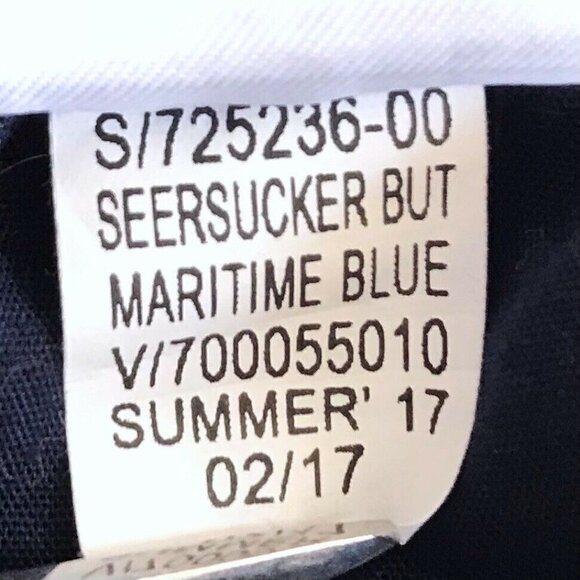 S/725236-00
SEERSUCKER BUT
MARITIME BLUE
V/700055010
SUMMER' 17
02/17